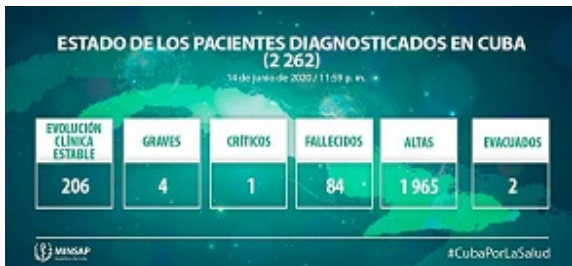 ESTADO DE LOS PACIENTES DIAGNOSTICADOS EN CUBA
(2 262)
14 de junio de 2020 / 11:59 p. m.
EVOLUCIÓN
CLÍNICA
ESTABLE
206
GRAVES
4
CRÍTICOS
1
FALLECIDOS
84
ALTAS
1 965
EVACUADOS
2
MINSAP
#CubaPorLaSalud